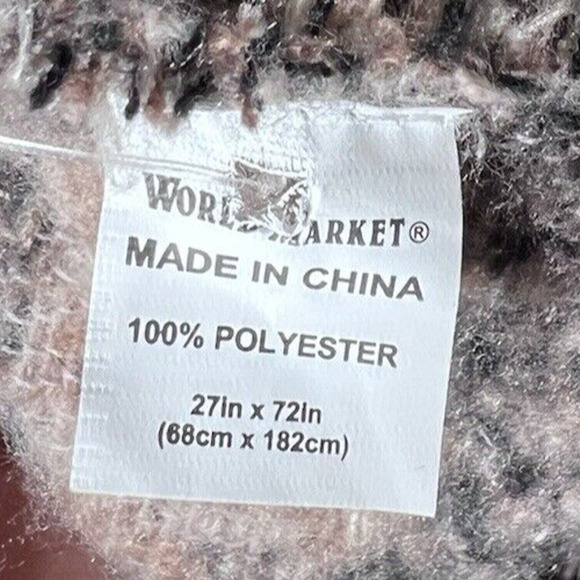 WORLD MARKET®
MADE IN CHINA
100% POLYESTER
27in x 72in
(68cm x 182cm)